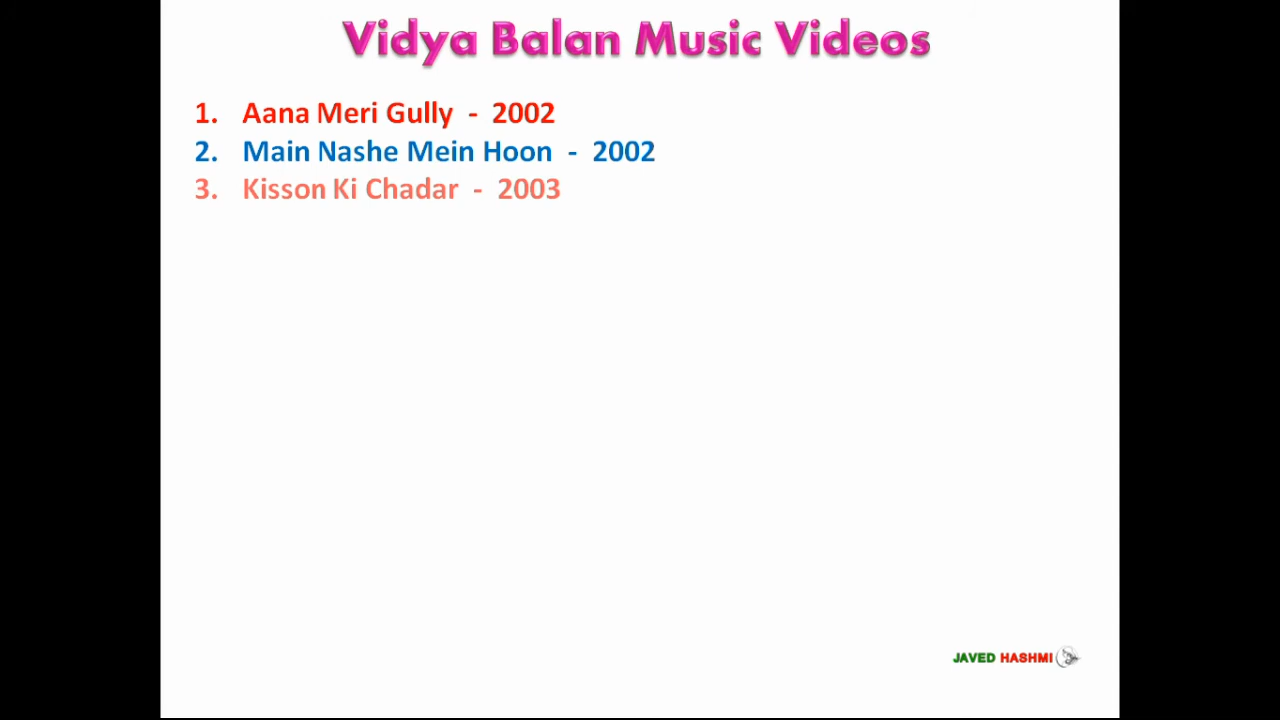 Vidya Balan Music Videos
1. Aana Meri Gully - 2002
2. Main Nashe Mein Hoon - 2002
3. Kisson Ki Chadar - 2003
JAVED HASHMI